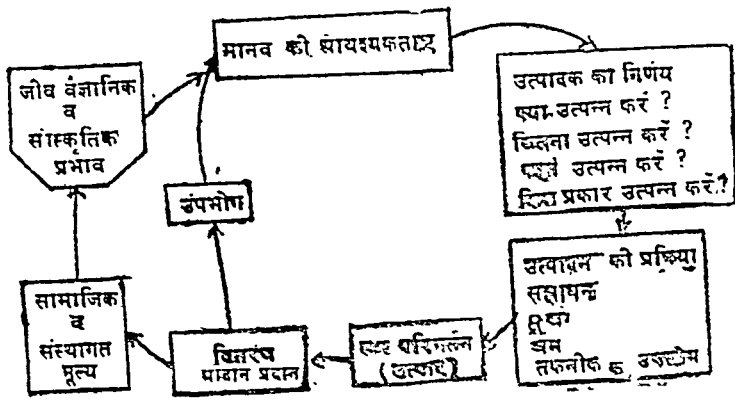 मानव की आवश्यकताएं
जीव वैज्ञानिक
व
सांस्कृतिक
प्रभाव
उत्पादक का निर्णय
क्या उत्पन्न करें ?
कितना उत्पन्न करें ?
उत्पन्न करें ?
किस प्रकार उत्पन्न करें ?
उपभोग
उत्पादन की प्रक्रिया
संसाधन
श्रम
तकनीक
सामाजिक
व
संस्थागत
मूल्य
वितरण
आदान प्रदान
(उत्पाद)